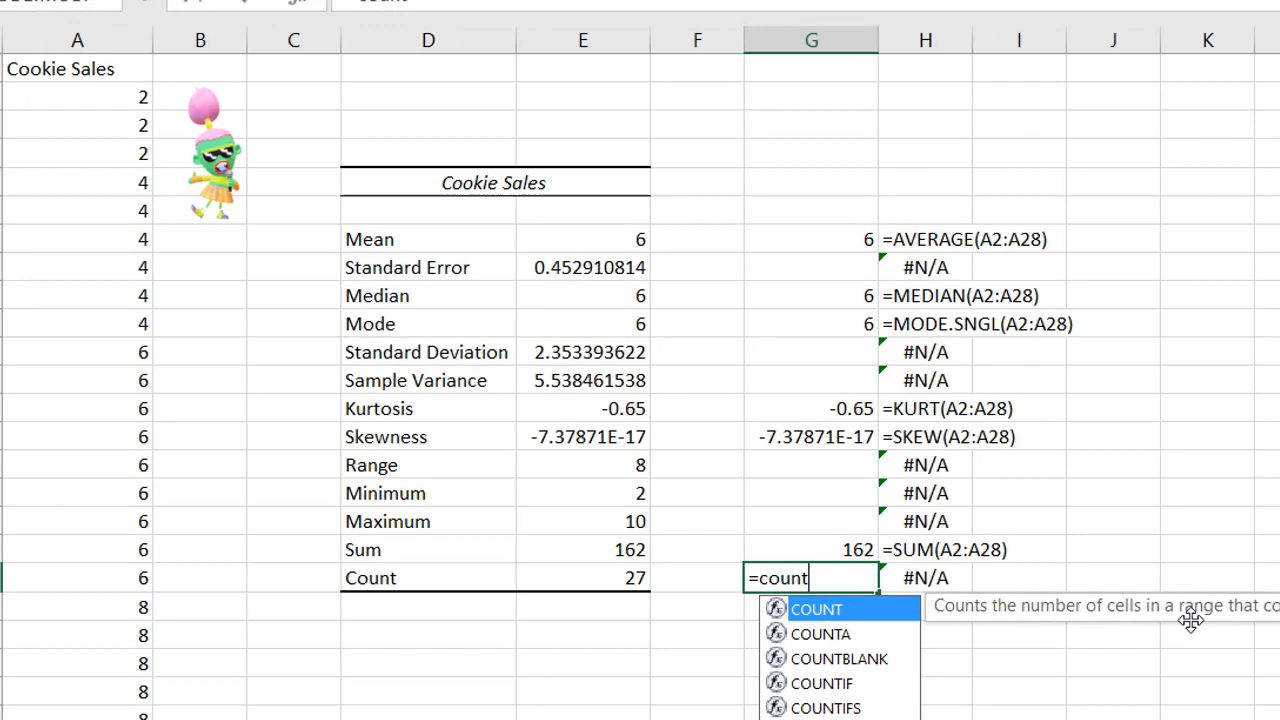 A B C D E F G H I J K
Cookie Sales
2
2
2
4 Cookie Sales
4
4 Mean 6 6 =AVERAGE(A2:A28)
4 Standard Error 0.452910814 #N/A
4 Median 6 6 =MEDIAN(A2:A28)
4 Mode 6 6 =MODE.SNGL(A2:A28)
6 Standard Deviation 2.353393622 #N/A
6 Sample Variance 5.538461538 #N/A
6 Kurtosis -0.65 -0.65 =KURT(A2:A28)
6 Skewness -7.37871E-17 -7.37871E-17 =SKEW(A2:A28)
6 Range 8 #N/A
6 Minimum 2 #N/A
6 Maximum 10 #N/A
6 Sum 162 162 =SUM(A2:A28)
6 Count 27 =count #N/A
8 COUNT Counts the number of cells in a range that co
8 COUNTA
8 COUNTBLANK
8 COUNTIF
8 COUNTIFS